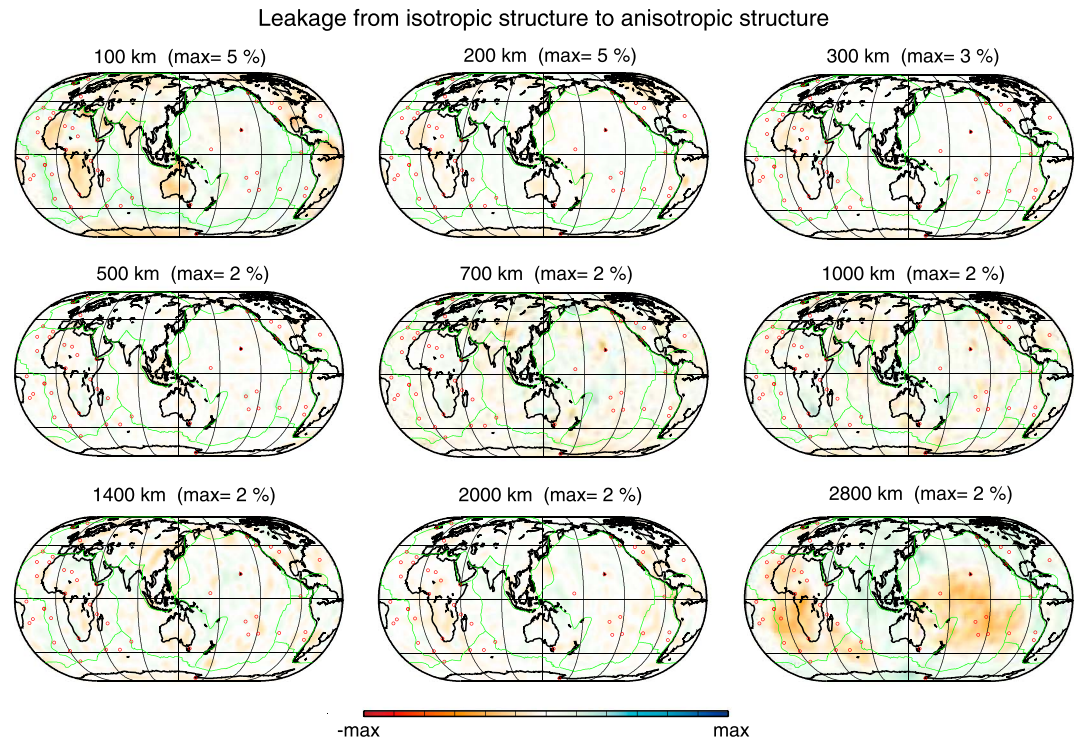 Leakage from isotropic structure to anisotropic structure
100 km (max= 5 %)
200 km (max= 5 %)
300 km (max= 3 %)
500 km (max= 2 %)
700 km (max= 2 %)
1000 km (max= 2 %)
1400 km (max= 2 %)
2000 km (max= 2 %)
2800 km (max= 2 %)
-max
max